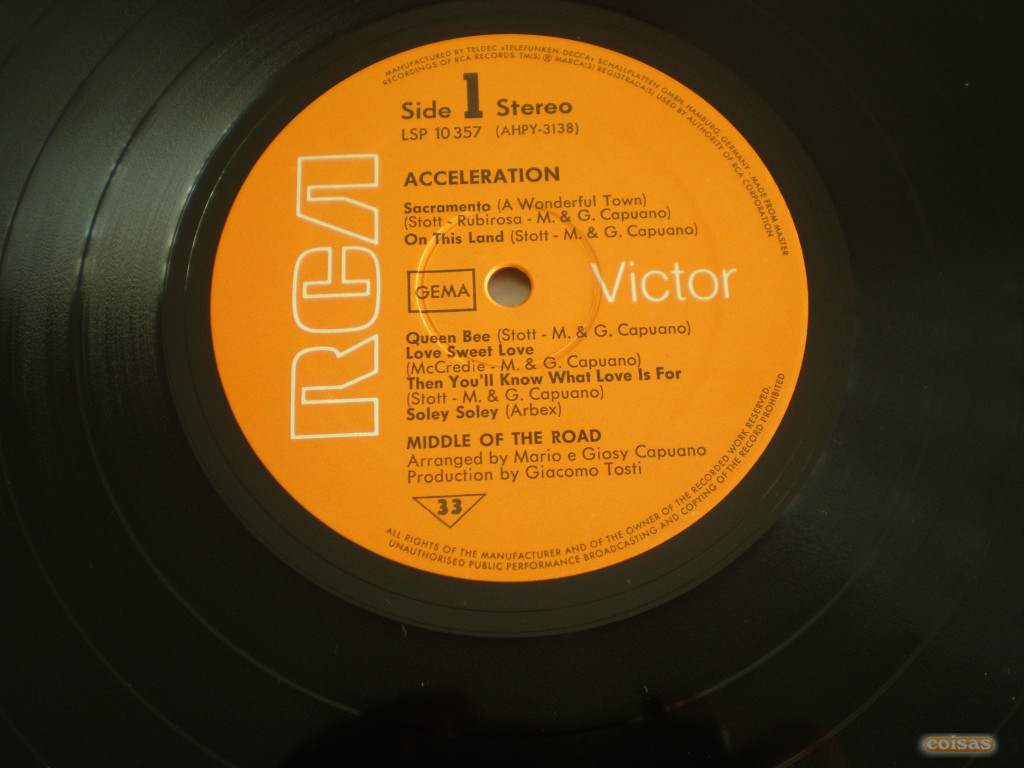 MANUFACTURED BY TELDEC »TELEFUNKEN-DECCA« SCHALLPLATTEN GMBH, HAMBURG, GERMANY · MADE FROM MASTER
RECORDINGS OF RCA RECORDS. TM(S) ® MARCA(S) REGISTRADA(S) USED BY AUTHORITY OF RCA CORPORATION
Side 1 Stereo
LSP 10 357 (AHPY-3138)
RCA
ACCELERATION
Sacramento (A Wonderful Town)
(Stott - Rubirosa - M. & G. Capuano)
On This Land (Stott - M. & G. Capuano)
GEMA
Victor
Queen Bee (Stott - M. & G. Capuano)
Love Sweet Love
(McCredie - M. & G. Capuano)
Then You'll Know What Love Is For
(Stott - M. & G. Capuano)
Soley Soley (Arbex)
MIDDLE OF THE ROAD
Arranged by Mario e Giosy Capuano
Production by Giacomo Tosti
33
ALL RIGHTS OF THE MANUFACTURER AND OF THE OWNER OF THE RECORDED WORK RESERVED.
UNAUTHORISED PUBLIC PERFORMANCE BROADCASTING AND COPYING OF THE RECORD PROHIBITED
coisas